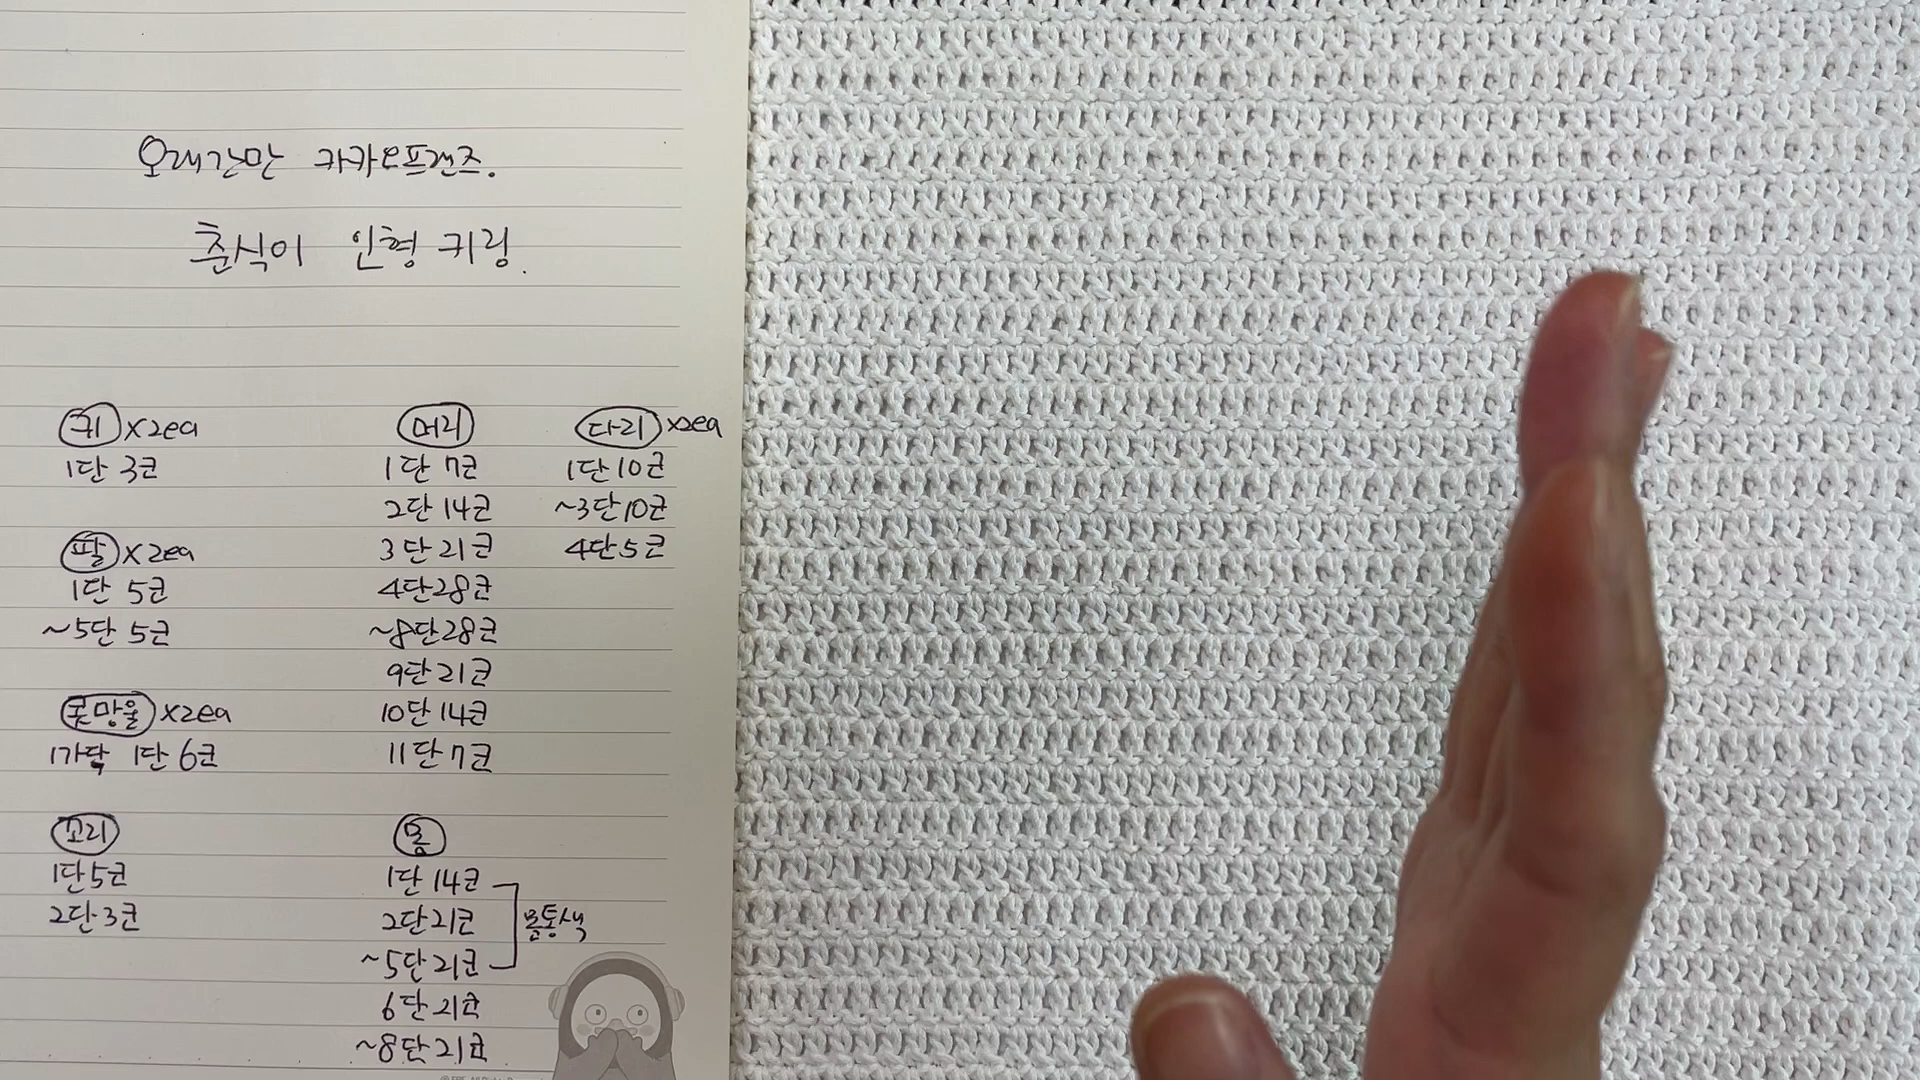 오래간만 카카오프랜즈.
춘식이 인형 키링.
귀 x2ea
1단 3코
팔 x2ea
1단 5코
~5단 5코
콧망울 x2ea
1가닥 1단 6코
꼬리
1단 5코
2단 3코
머리
1단 7코
2단 14코
3단 21코
4단 28코
~8단 28코
9단 21코
10단 14코
11단 7코
몸
1단 14코
2단 21코
~5단 21코
몸통색
6단 21코
~8단 21코
다리 x2ea
1단 10코
~3단 10코
4단 5코